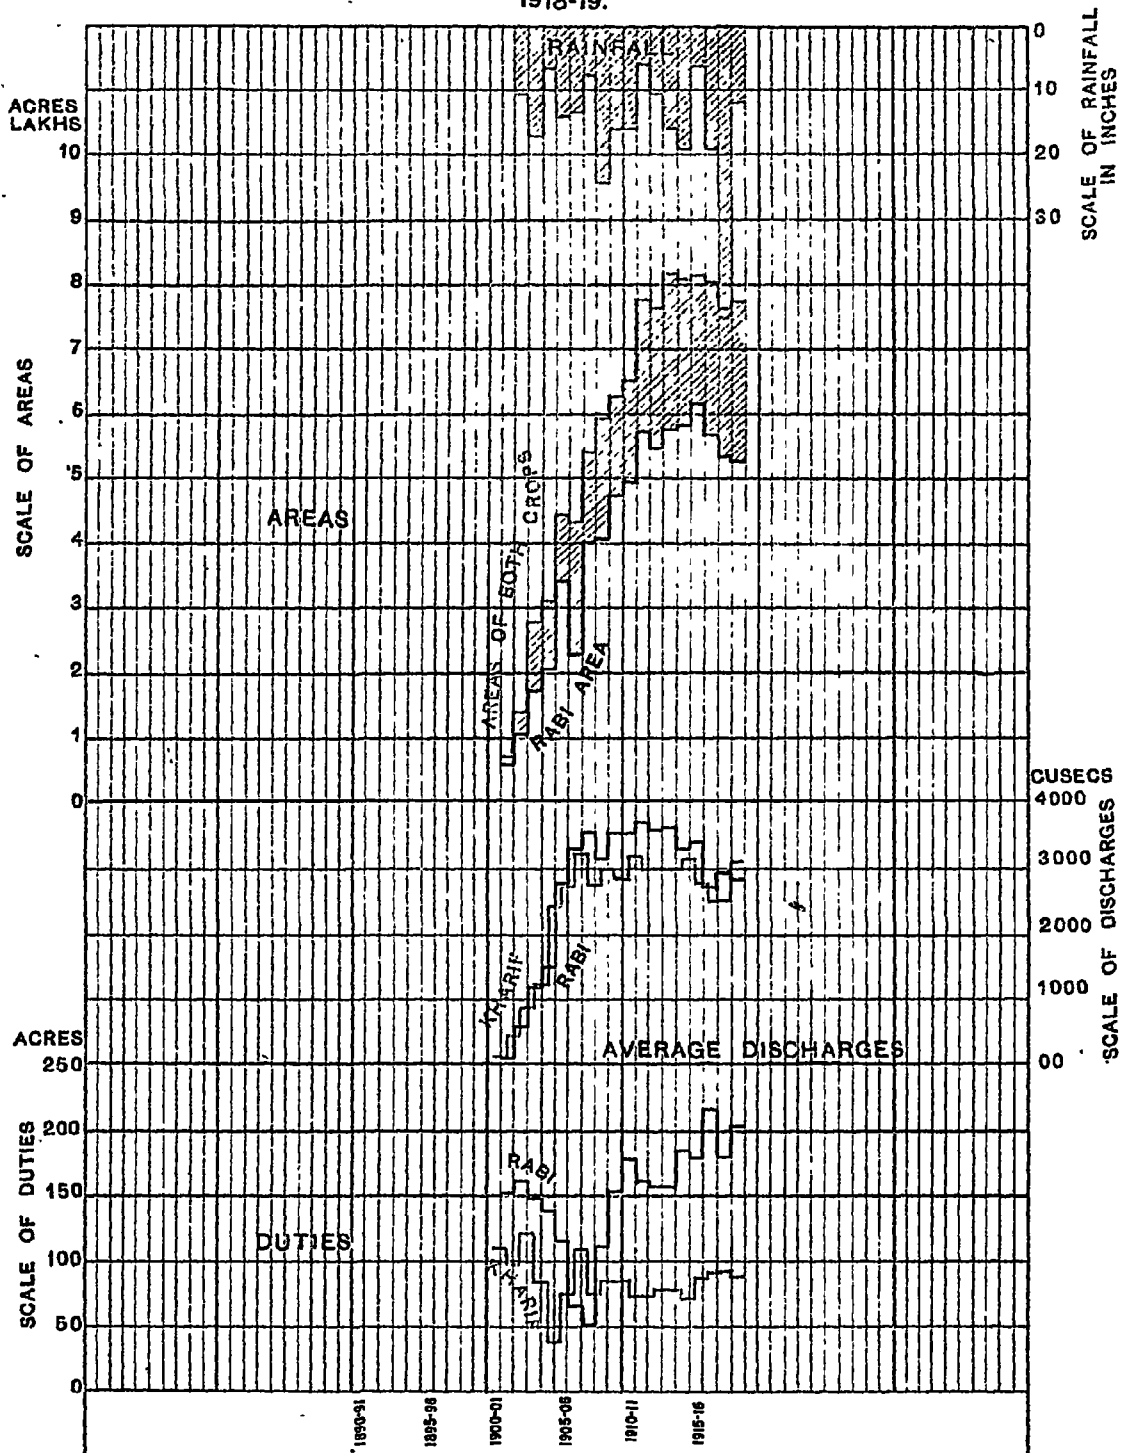 1918-19.
RAINFALL
0
10
20
30
SCALE OF RAINFALL
IN INCHES
ACRES
LAKHS
10
9
8
7
6
5
4
3
2
1
0
SCALE OF AREAS
AREAS
AREAS OF BOTH CROPS
RABI AREA
CUSECS
4000
3000
2000
1000
00
SCALE OF DISCHARGES
KHARIF
RABI
AVERAGE DISCHARGES
ACRES
250
200
150
100
50
0
SCALE OF DUTIES
DUTIES
RABI
KHARIF
1890-91
1895-96
1900-01
1905-06
1910-11
1915-16